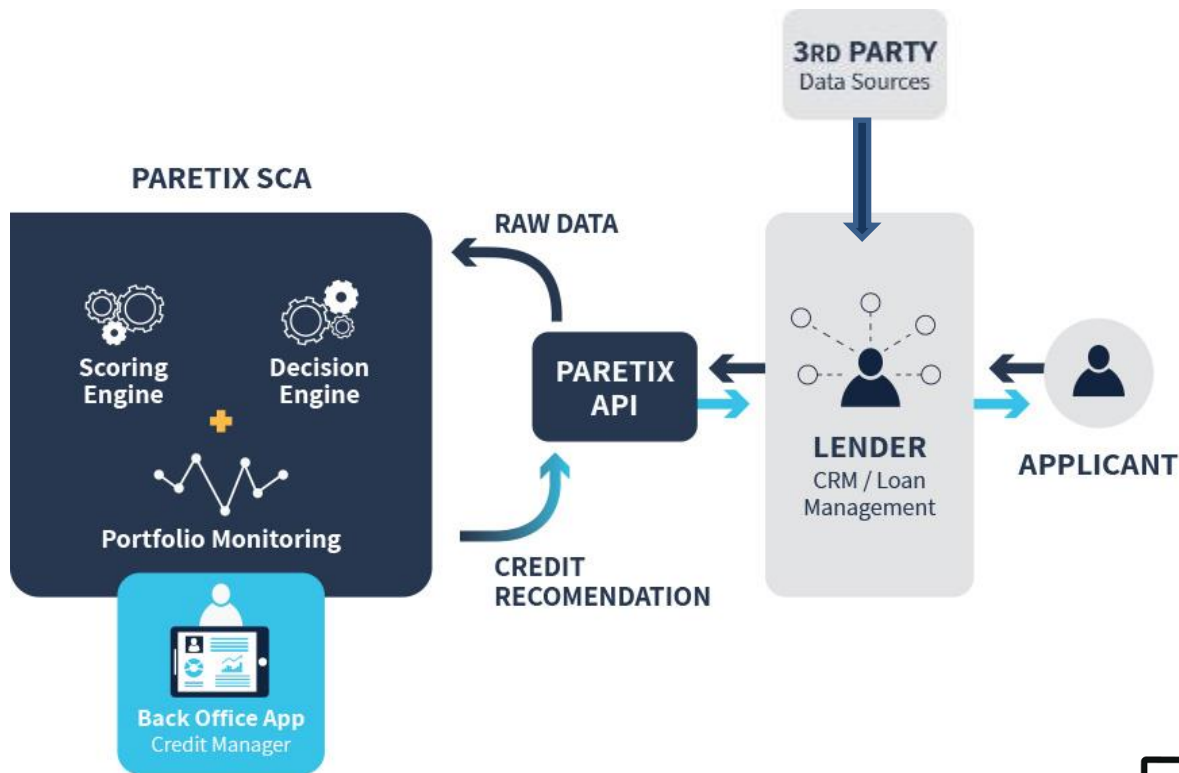 3RD PARTY
Data Sources
PARETIX SCA
RAW DATA
Scoring
Engine
Decision
Engine
PARETIX
API
LENDER
CRM / Loan
Management
APPLICANT
Portfolio Monitoring
CREDIT
RECOMENDATION
Back Office App
Credit Manager